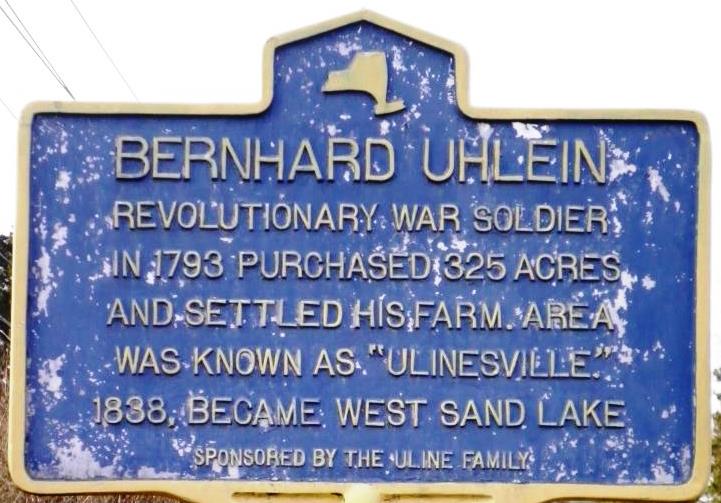 BERNHARD UHLEIN
REVOLUTIONARY WAR SOLDIER
IN 1793 PURCHASED 325 ACRES
AND SETTLED HIS FARM. AREA
WAS KNOWN AS "ULINESVILLE."
1838, BECAME WEST SAND LAKE
SPONSORED BY THE ULINE FAMILY